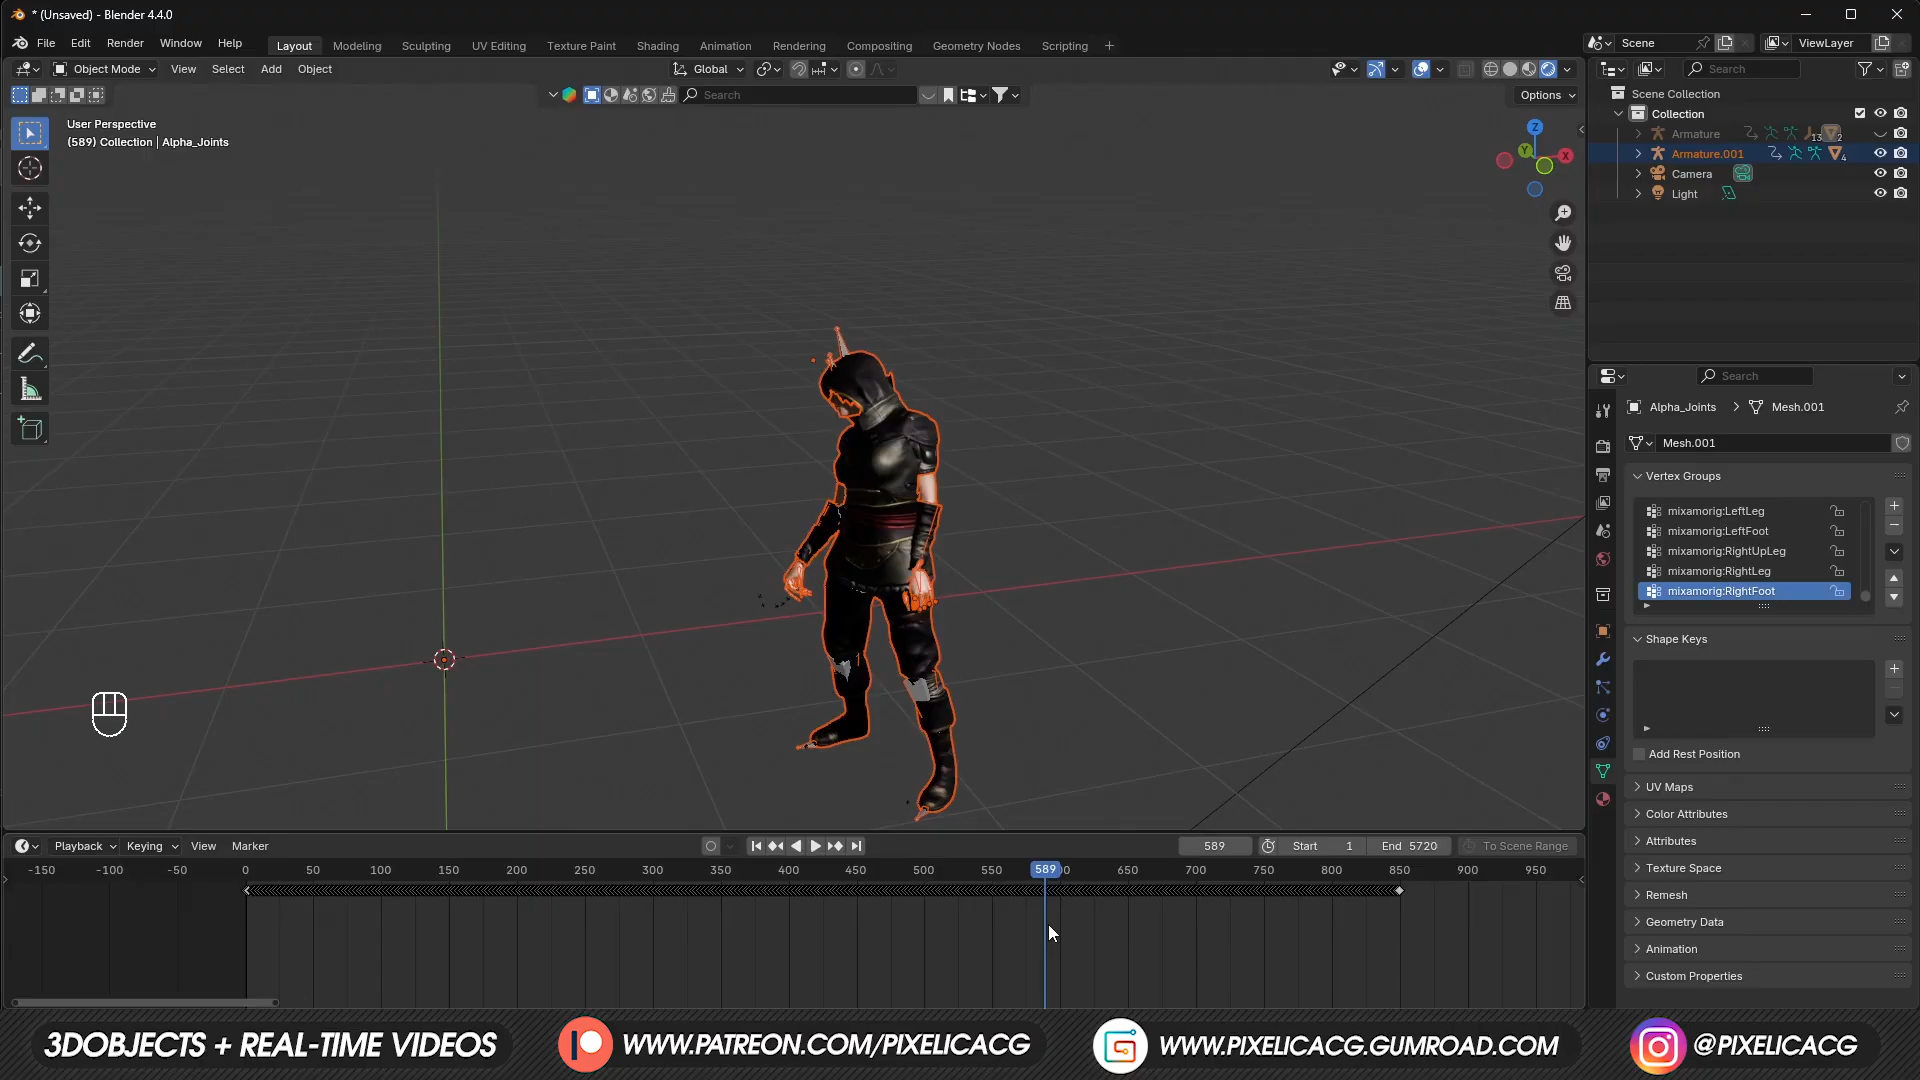 * (Unsaved) - Blender 4.4.0
File Edit Render Window Help Layout Modeling Sculpting UV Editing Texture Paint Shading Animation Rendering Compositing Geometry Nodes Scripting + Scene ViewLayer
Object Mode View Select Add Object Global Search
Search Options
User Perspective
(589) Collection | Alpha_Joints
Z
Y
X
Scene Collection
Collection
Armature
Armature.001 4
Camera
Light
Search
Alpha_Joints > Mesh.001
Mesh.001
Vertex Groups
mixamorig:LeftLeg
mixamorig:LeftFoot
mixamorig:RightUpLeg
mixamorig:RightLeg
mixamorig:RightFoot
Shape Keys
Add Rest Position
UV Maps
Color Attributes
Attributes
Texture Space
Remesh
Geometry Data
Animation
Custom Properties
Playback Keying View Marker 589 Start 1 End 5720 To Scene Range
-150 -100 -50 0 50 100 150 200 250 300 350 400 450 500 550 589 650 700 750 800 850 900 950
3DOBJECTS + REAL-TIME VIDEOS WWW.PATREON.COM/PIXELICACG WWW.PIXELICACG.GUMROAD.COM @PIXELICACG